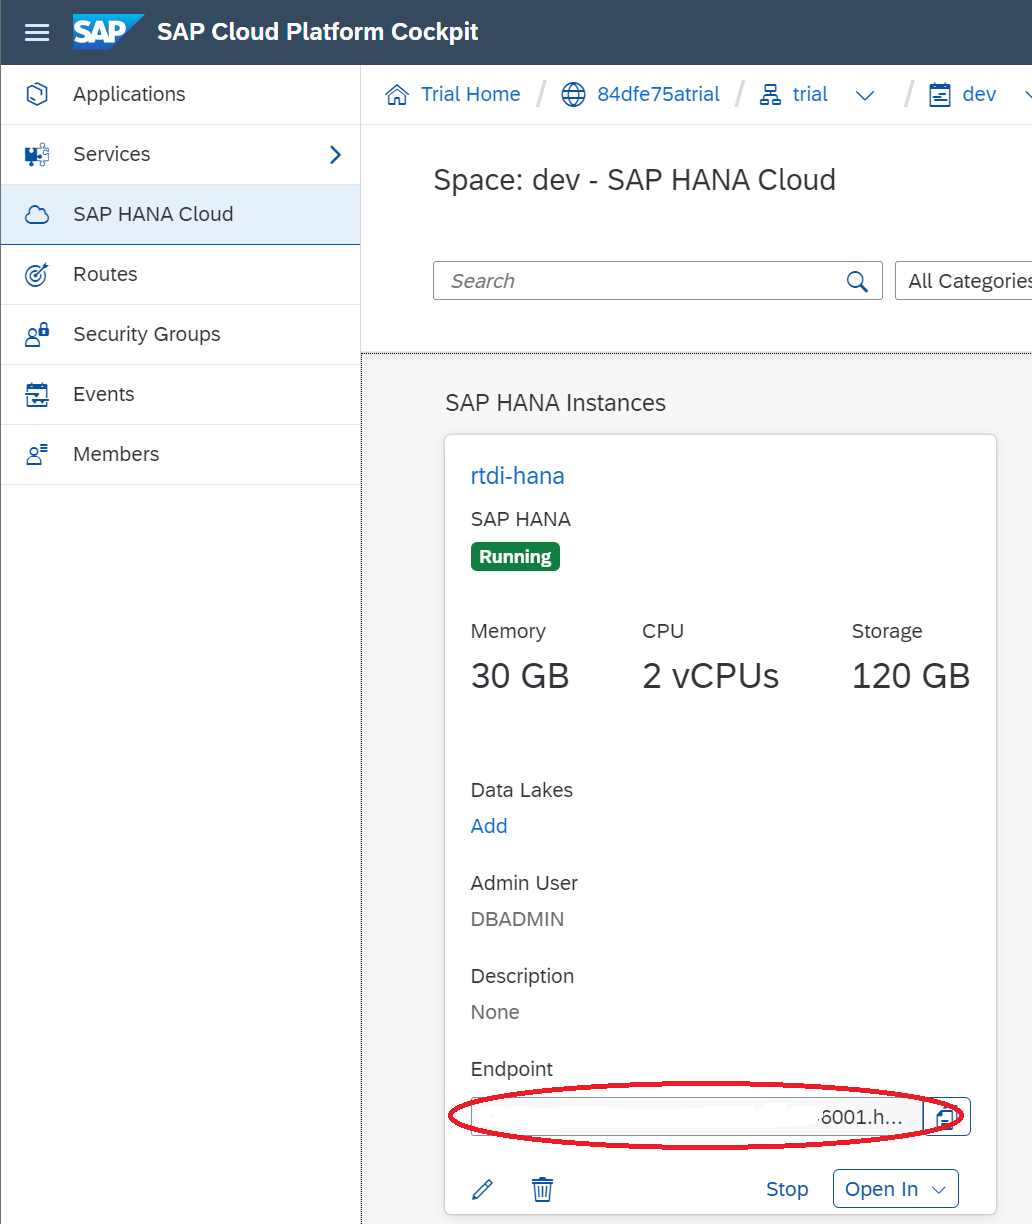 SAP SAP Cloud Platform Cockpit
Applications
Services
SAP HANA Cloud
Routes
Security Groups
Events
Members
Trial Home / 84dfe75atrial / trial / dev
Space: dev - SAP HANA Cloud
Search
All Categories
SAP HANA Instances
rtdi-hana
SAP HANA
Running
Memory CPU Storage
30 GB 2 vCPUs 120 GB
Data Lakes
Add
Admin User
DBADMIN
Description
None
Endpoint
6001.h...
Stop Open In